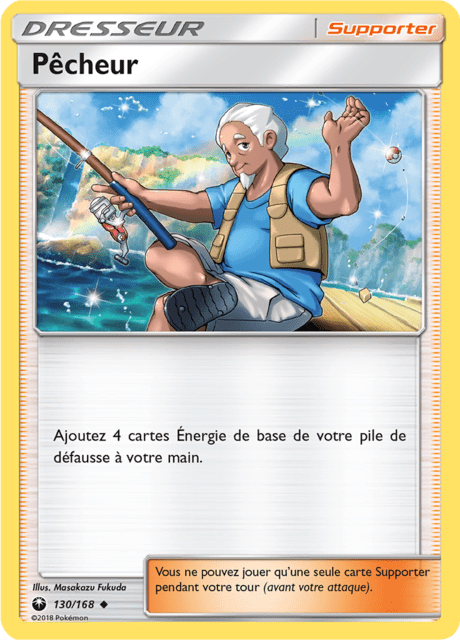 DRESSEUR
Supporter
Pêcheur
Ajoutez 4 cartes Énergie de base de votre pile de
défausse à votre main.
Vous ne pouvez jouer qu'une seule carte Supporter
pendant votre tour (avant votre attaque).
Illus. Masakazu Fukuda
130/168
©2018 Pokémon